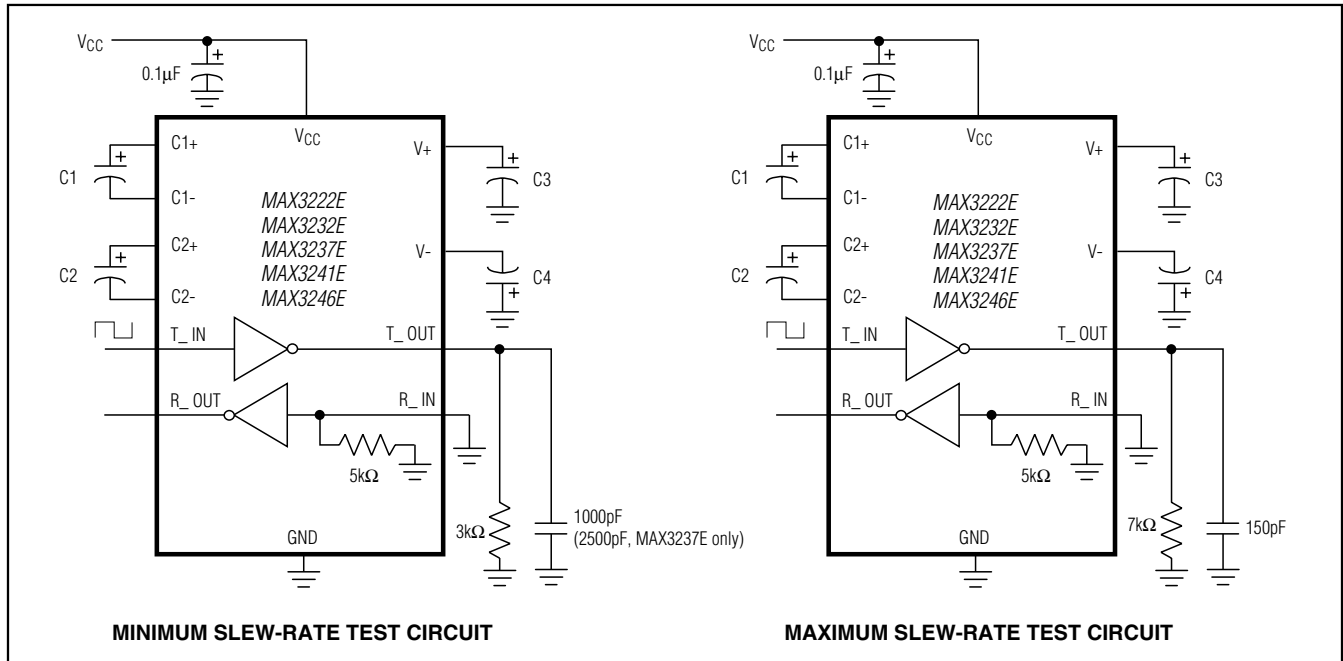 VCC
0.1μF
VCC
C1+
V+
C1
C3
C1-
MAX3222E
MAX3232E
C2+
MAX3237E
V-
C2
MAX3241E
C4
C2-
MAX3246E
T_ IN
T_ OUT
R_ OUT
R_ IN
5kΩ
3kΩ
1000pF
(2500pF, MAX3237E only)
GND
MINIMUM SLEW-RATE TEST CIRCUIT
VCC
0.1μF
VCC
C1+
V+
C1
C3
C1-
MAX3222E
MAX3232E
C2+
MAX3237E
V-
C2
MAX3241E
C4
C2-
MAX3246E
T_ IN
T_ OUT
R_ OUT
R_ IN
5kΩ
7kΩ
150pF
GND
MAXIMUM SLEW-RATE TEST CIRCUIT